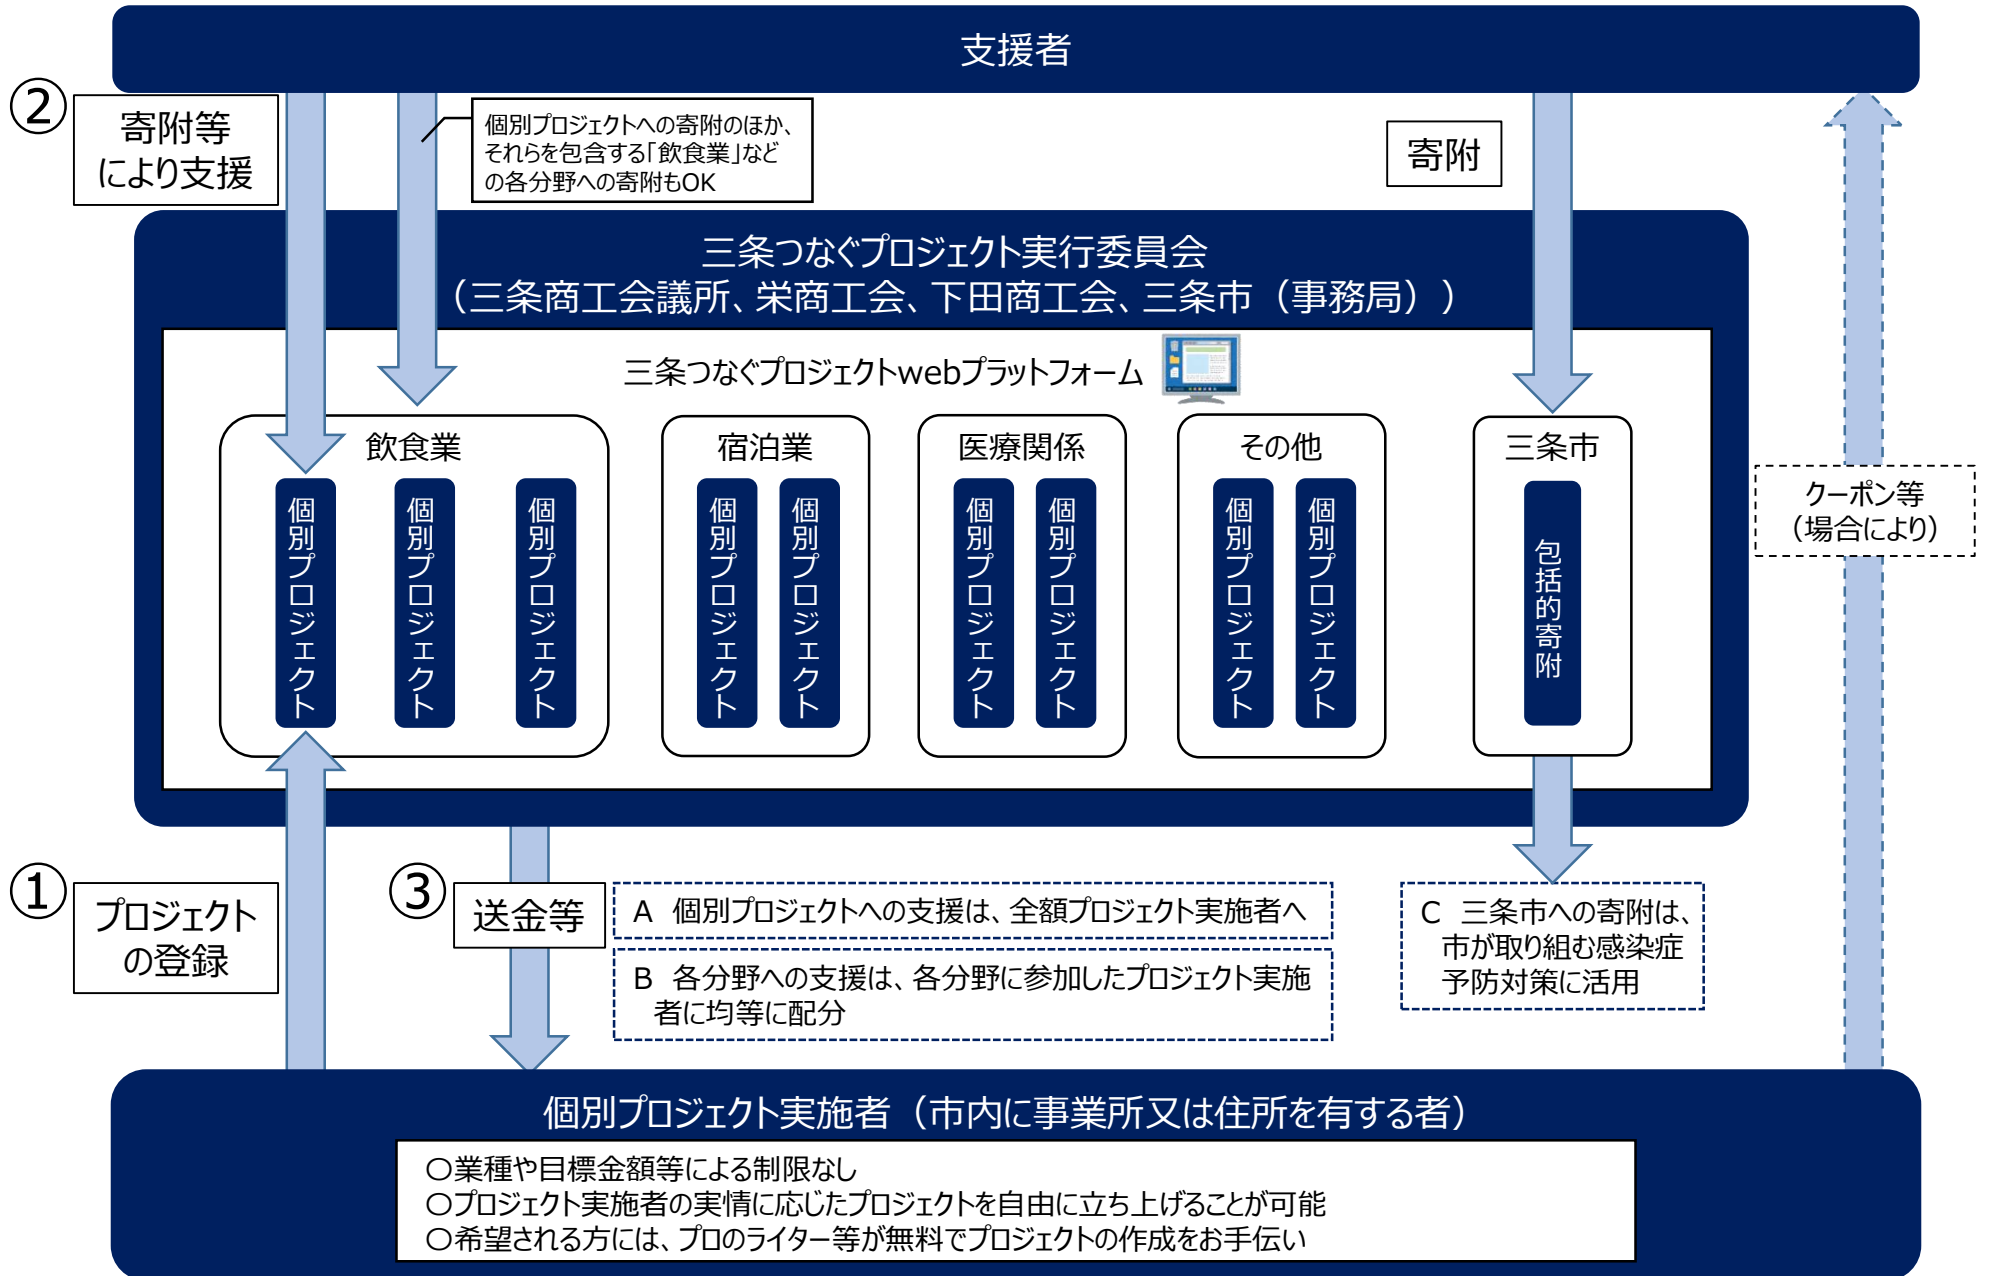 支援者
②
寄附等
により支援
個別プロジェクトへの寄附のほか、
それらを包含する「飲食業」など
の各分野への寄附もOK
寄附
三条つなぐプロジェクト実行委員会
（三条商工会議所、栄商工会、下田商工会、三条市（事務局））
三条つなぐプロジェクトwebプラットフォーム
飲食業
個別プロジェクト
個別プロジェクト
個別プロジェクト
宿泊業
個別プロジェクト
個別プロジェクト
医療関係
個別プロジェクト
個別プロジェクト
その他
個別プロジェクト
個別プロジェクト
三条市
包括的寄附
クーポン等
（場合により）
①
プロジェクト
の登録
③
送金等
A 個別プロジェクトへの支援は、全額プロジェクト実施者へ
B 各分野への支援は、各分野に参加したプロジェクト実施
者に均等に配分
C 三条市への寄附は、
市が取り組む感染症
予防対策に活用
個別プロジェクト実施者（市内に事業所又は住所を有する者）
〇業種や目標金額等による制限なし
〇プロジェクト実施者の実情に応じたプロジェクトを自由に立ち上げることが可能
〇希望される方には、プロのライター等が無料でプロジェクトの作成をお手伝い